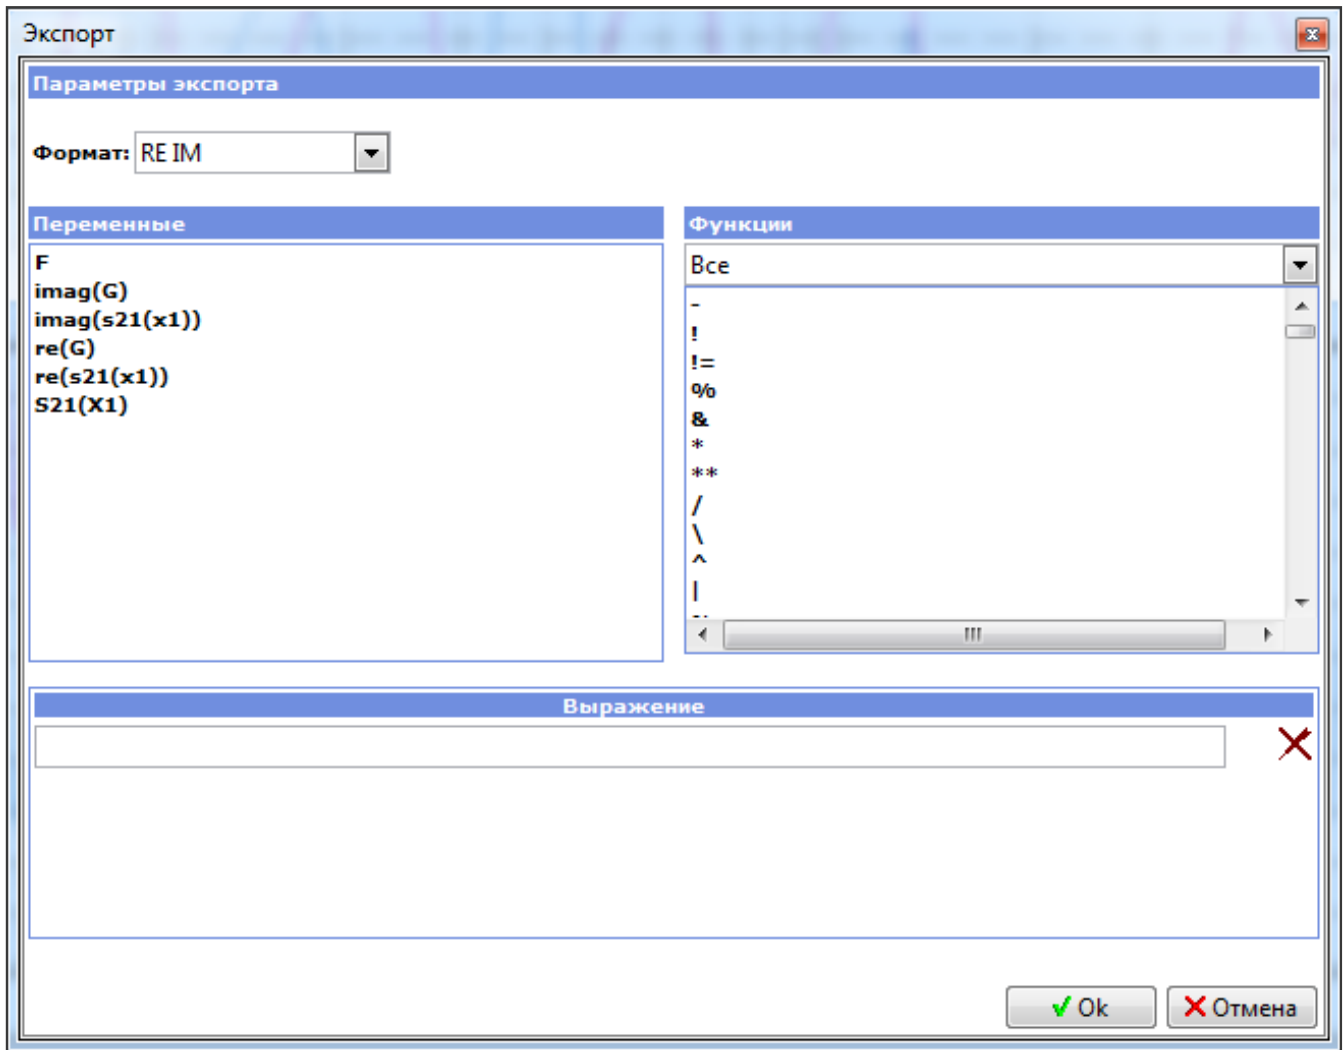 Экспорт
Параметры экспорта
Формат: RE IM
Переменные
F
imag(G)
imag(s21(x1))
re(G)
re(s21(x1))
S21(X1)
Функции
Все
-
!
!=
%
&
*
**
/
\
^
|
Выражение
Ok
Отмена